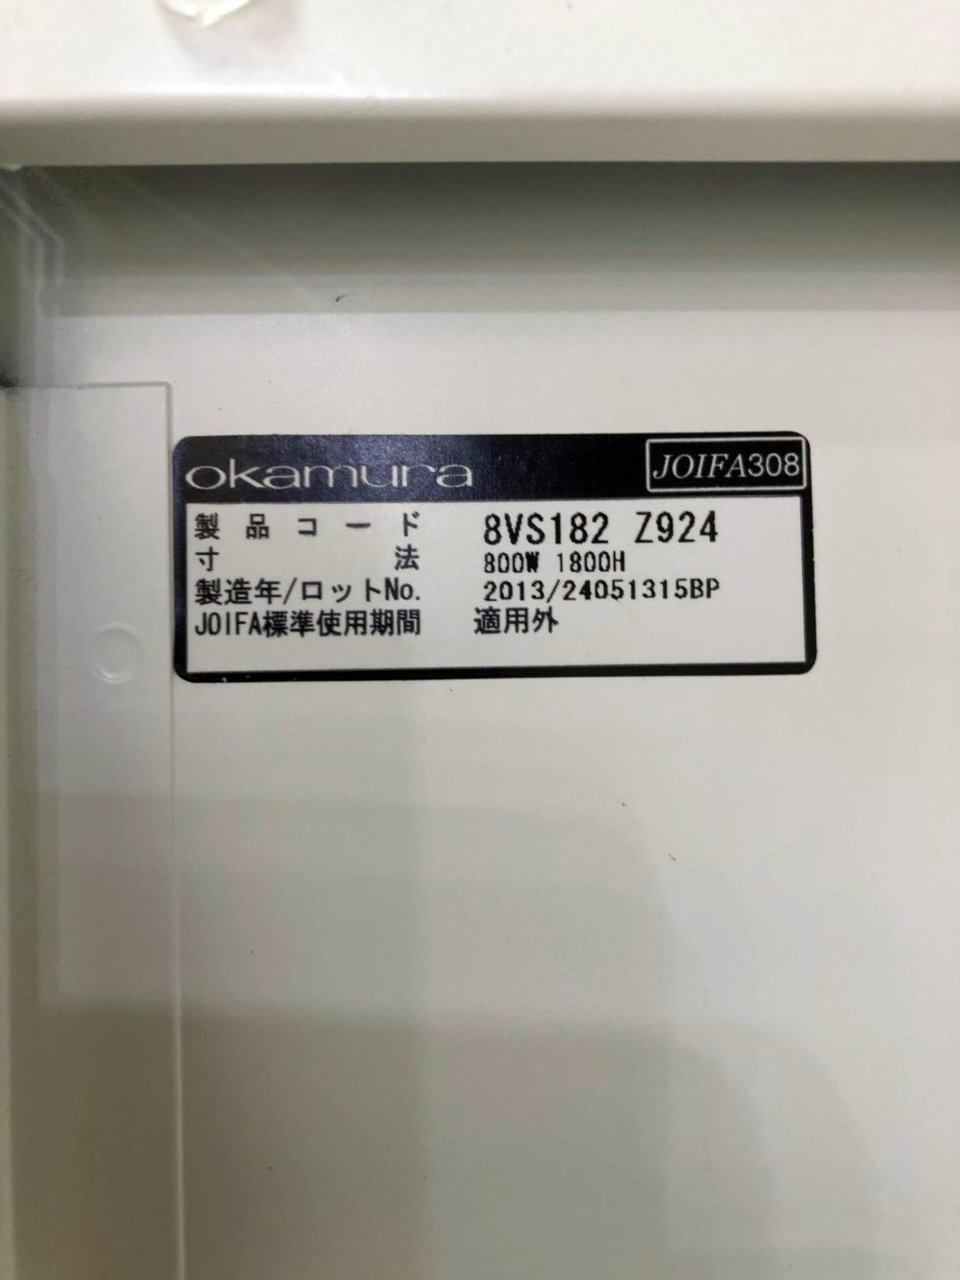 okamura JOIFA308
製品コード 8VS182 Z924
寸法 800W 1800H
製造年/ロットNo. 2013/24051315BP
JOIFA標準使用期間 適用外